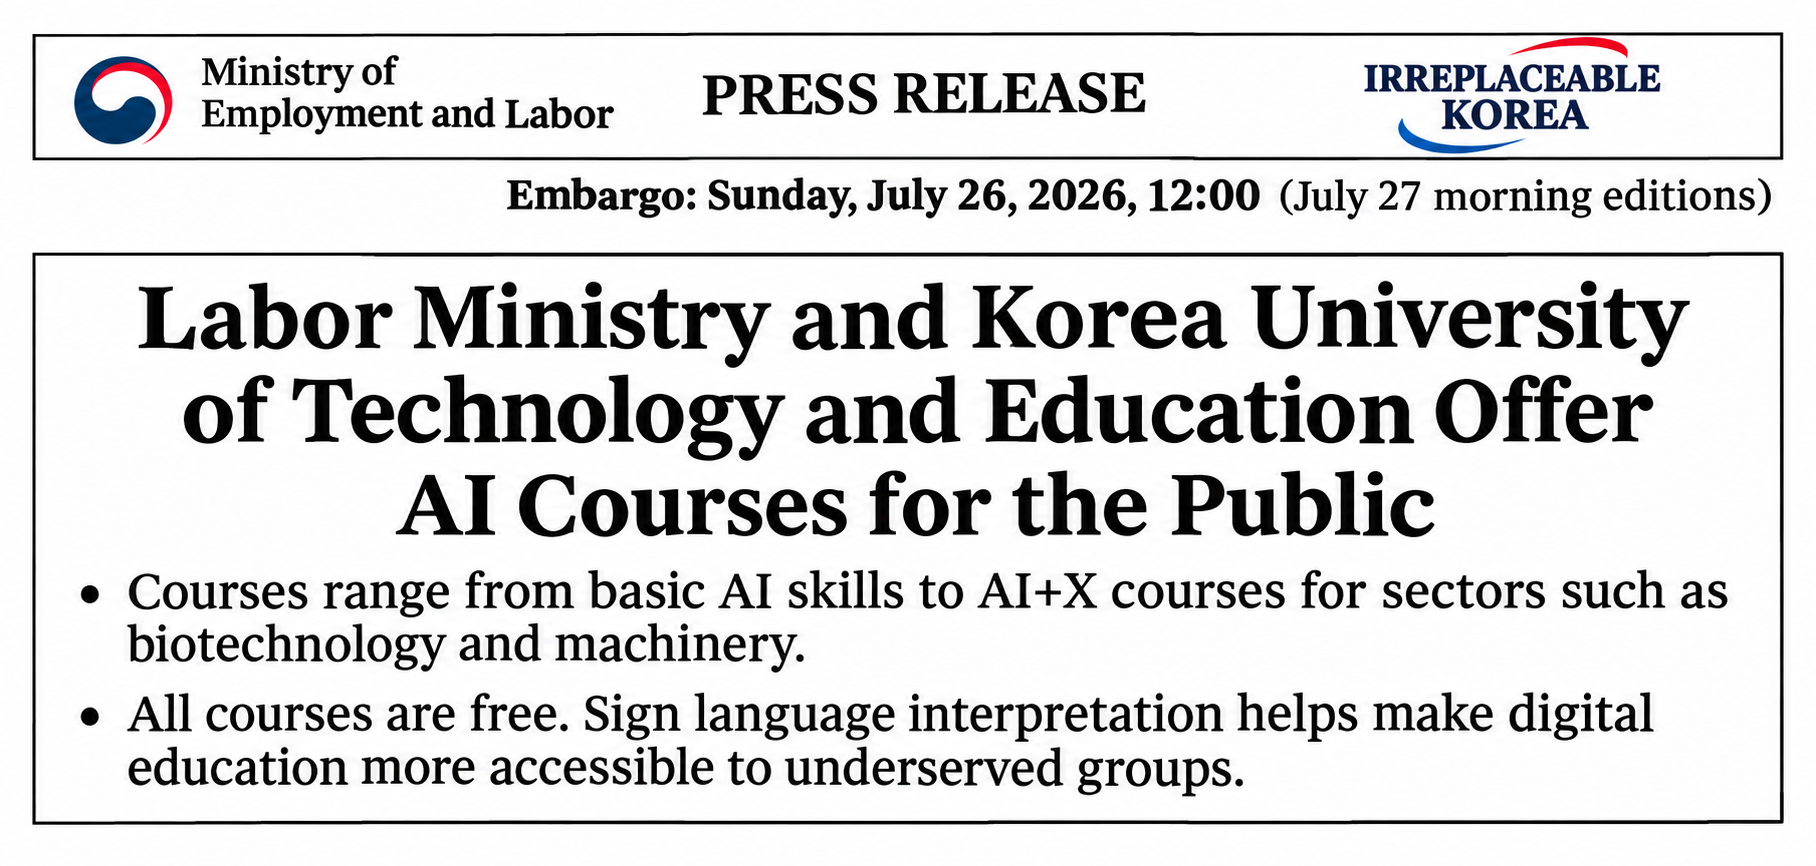 Ministry of
Employment and Labor
PRESS RELEASE
IRREPLACEABLE
KOREA
Embargo: Sunday, July 26, 2026, 12:00 (July 27 morning editions)
Labor Ministry and Korea University
of Technology and Education Offer
AI Courses for the Public
• Courses range from basic AI skills to AI+X courses for sectors such as
biotechnology and machinery.
• All courses are free. Sign language interpretation helps make digital
education more accessible to underserved groups.